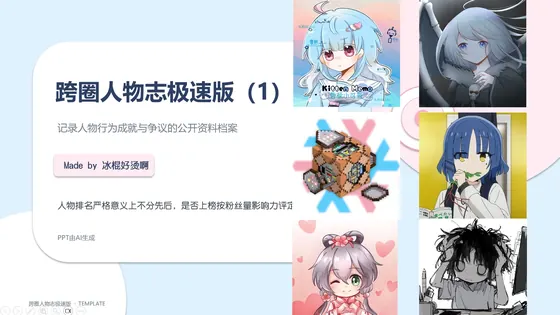 跨圈人物志极速版（1）
记录人物行为成就与争议的公开资料档案
Made by 冰棍好烫啊
人物排名严格意义上不分先后、是否上榜按粉丝量影响力评定
PPT由AI生成
跨圈人物志极速版 · TEMPLATE